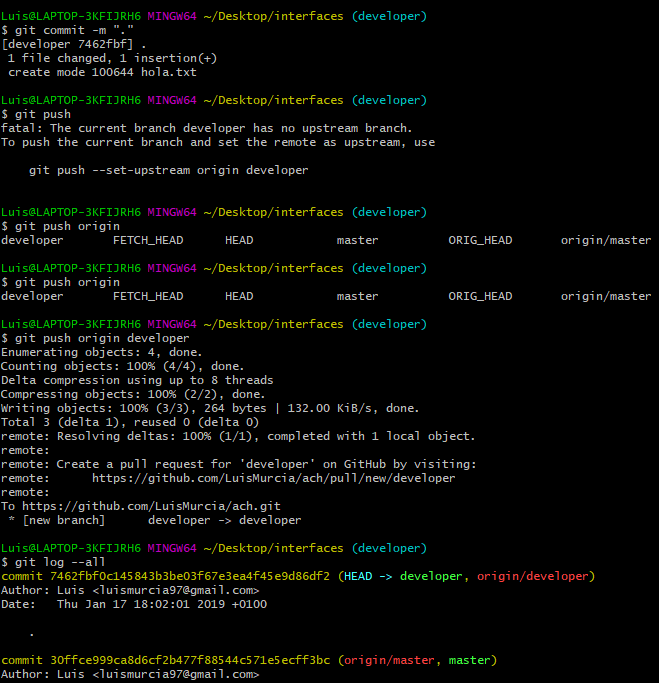 Luis@LAPTOP-3KFIJRH6 MINGW64 ~/Desktop/interfaces (developer)
$ git commit -m "."
[developer 7462fbf] .
 1 file changed, 1 insertion(+)
 create mode 100644 hola.txt

Luis@LAPTOP-3KFIJRH6 MINGW64 ~/Desktop/interfaces (developer)
$ git push
fatal: The current branch developer has no upstream branch.
To push the current branch and set the remote as upstream, use

    git push --set-upstream origin developer

Luis@LAPTOP-3KFIJRH6 MINGW64 ~/Desktop/interfaces (developer)
$ git push origin
developer       FETCH_HEAD      HEAD            master          ORIG_HEAD       origin/master

Luis@LAPTOP-3KFIJRH6 MINGW64 ~/Desktop/interfaces (developer)
$ git push origin
developer       FETCH_HEAD      HEAD            master          ORIG_HEAD       origin/master

Luis@LAPTOP-3KFIJRH6 MINGW64 ~/Desktop/interfaces (developer)
$ git push origin developer
Enumerating objects: 4, done.
Counting objects: 100% (4/4), done.
Delta compression using up to 8 threads
Compressing objects: 100% (2/2), done.
Writing objects: 100% (3/3), 264 bytes | 132.00 KiB/s, done.
Total 3 (delta 1), reused 0 (delta 0)
remote: Resolving deltas: 100% (1/1), completed with 1 local object.
remote:
remote: Create a pull request for 'developer' on GitHub by visiting:
remote:      https://github.com/LuisMurcia/ach/pull/new/developer
remote:
To https://github.com/LuisMurcia/ach.git
 * [new branch]      developer -> developer

Luis@LAPTOP-3KFIJRH6 MINGW64 ~/Desktop/interfaces (developer)
$ git log --all
commit 7462fbf0c145843b3be03f67e3ea4f45e9d86df2 (HEAD -> developer, origin/developer)
Author: Luis <luismurcia97@gmail.com>
Date:   Thu Jan 17 18:02:01 2019 +0100

    .

commit 30ffce999ca8d6cf2b477f88544c571e5ecff3bc (origin/master, master)
Author: Luis <luismurcia97@gmail.com>